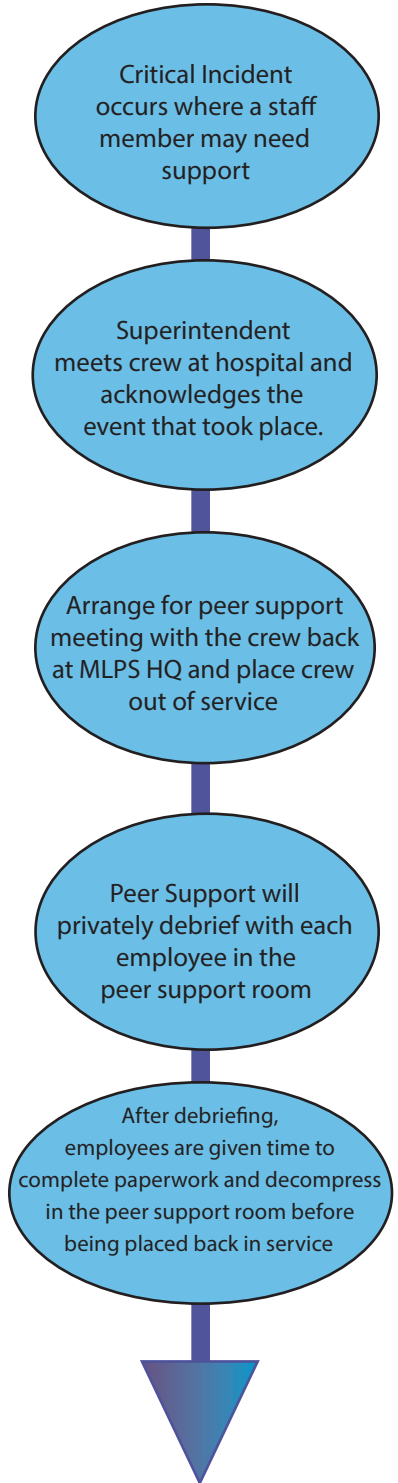 Critical Incident
occurs where a staff
member may need
support
Superintendent
meets crew at hospital and
acknowledges the
event that took place.
Arrange for peer support
meeting with the crew back
at MLPS HQ and place crew
out of service
Peer Support will
privately debrief with each
employee in the
peer support room
After debriefing,
employees are given time to
complete paperwork and decompress
in the peer support room before
being placed back in service